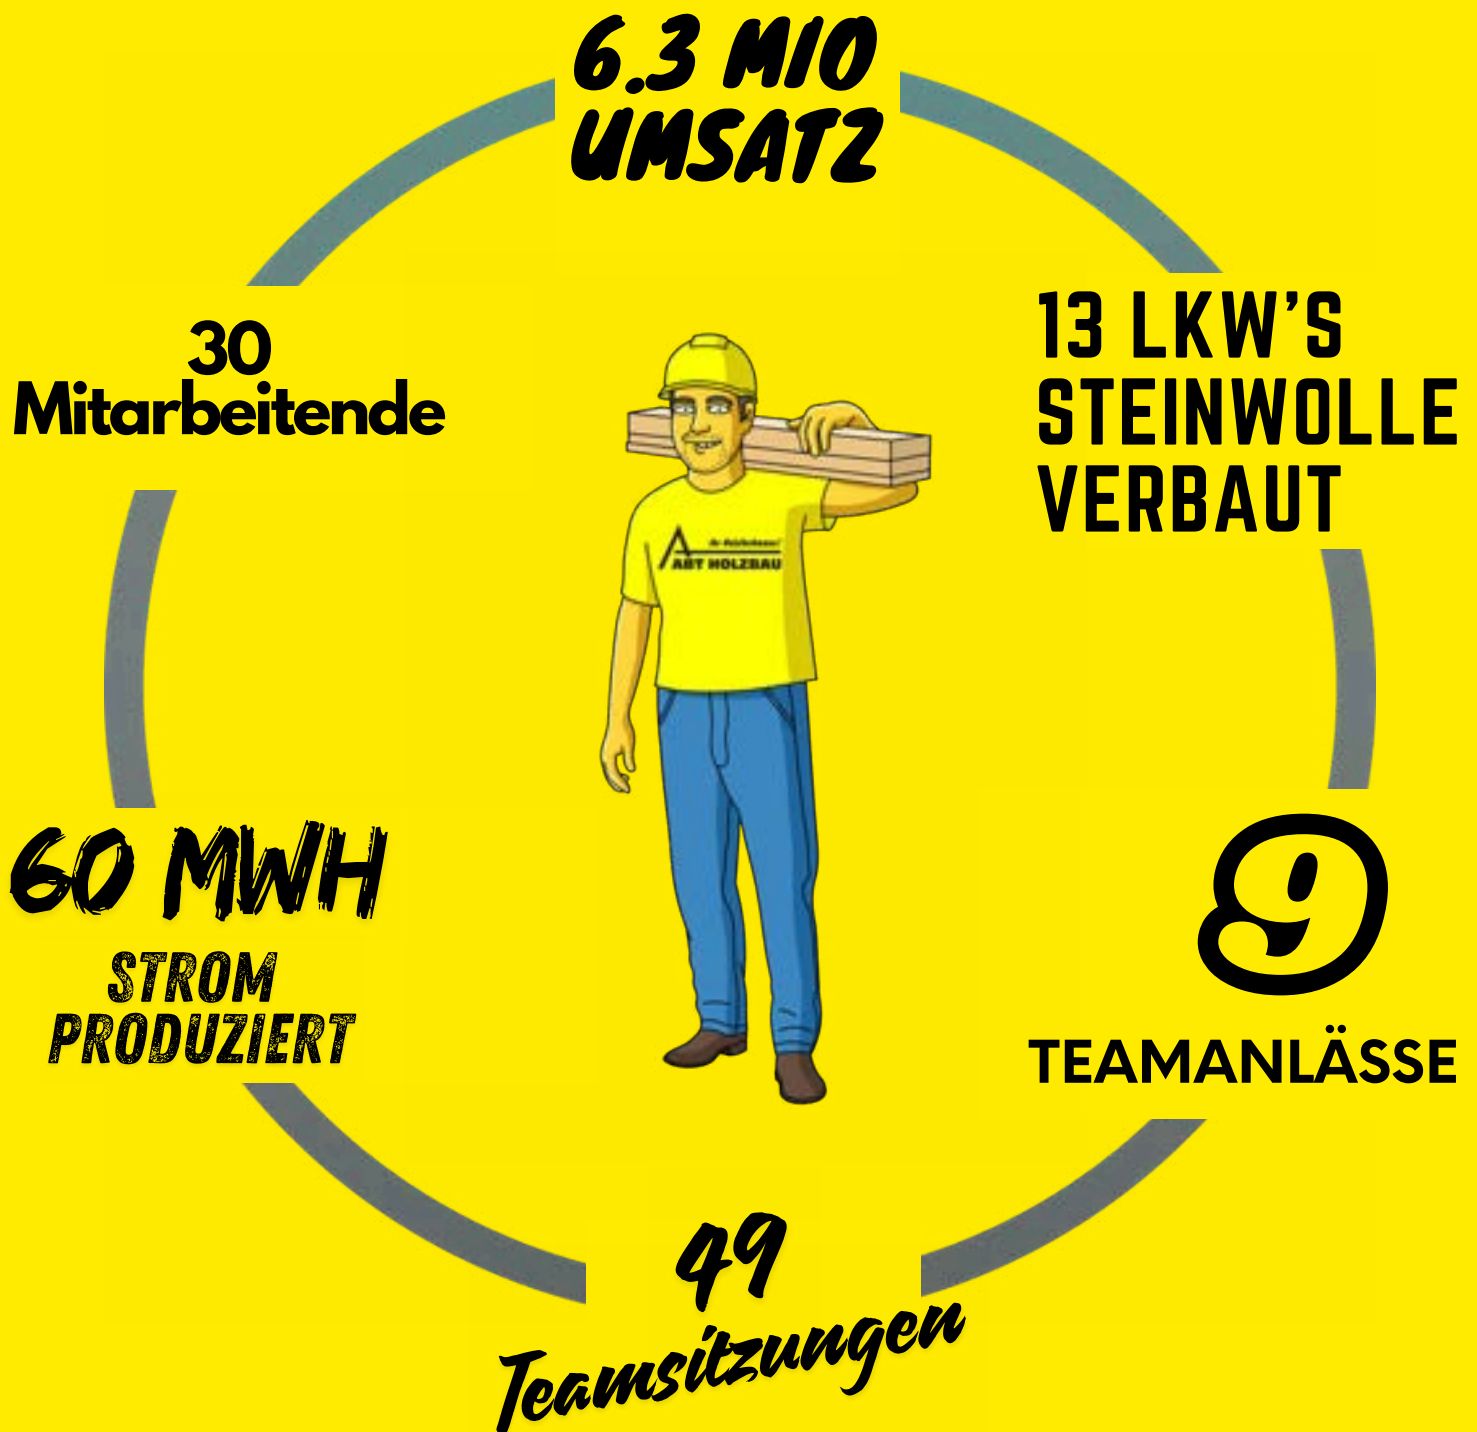 6.3 MIO
UMSATZ
30
Mitarbeitende
13 LKW'S
STEINWOLLE
VERBAUT
ABT HOLZBAU
60 MWH
STROM
PRODUZIERT
9
TEAMANLÄSSE
49
Teamsitzungen